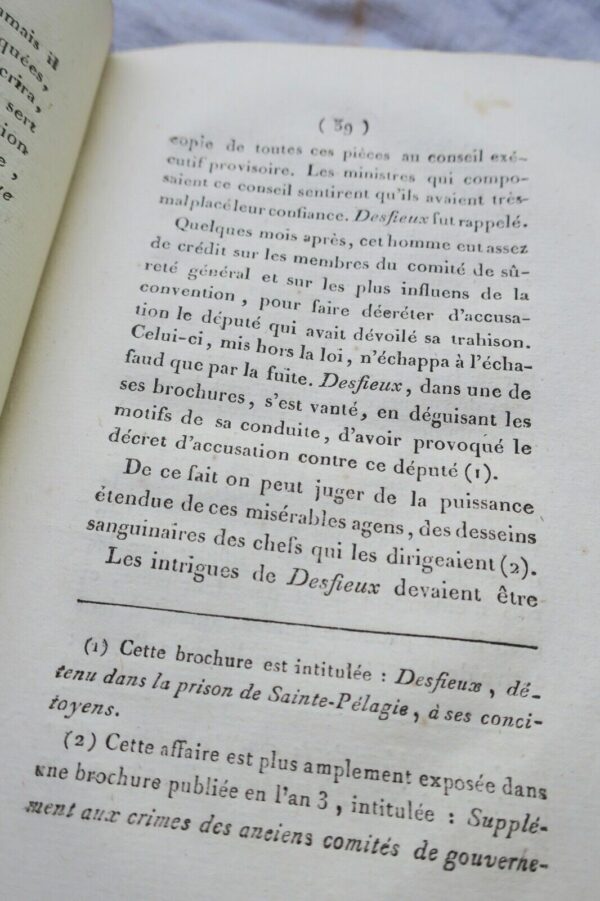 amais il
quées,
crira,
sert
tion
e,
ve
( 39 )
copie de toutes ces pièces au conseil exé-
cutif provisoire. Les ministres qui compo-
saient ce conseil sentirent qu'ils avaient très-
mal placé leur confiance. Desfieux fut rappelé.
Quelques mois après, cet homme eut assez
de crédit sur les membres du comité de sû-
reté général et sur les plus influens de la
convention, pour faire décréter d'accusa-
tion le député qui avait dévoilé sa trahison.
Celui-ci, mis hors la loi, n'échappa à l'écha-
faud que par la fuite. Desfieux, dans une de
ses brochures, s'est vanté, en déguisant les
motifs de sa conduite, d'avoir provoqué le
décret d'accusation contre ce député (1).
De ce fait on peut juger de la puissance
étendue de ces misérables agens, des desseins
sanguinaires des chefs qui les dirigeaient (2).
Les intrigues de Desfieux devaient être
(1) Cette brochure est intitulée : Desfieux, dé-
tenu dans la prison de Sainte-Pélagie, à ses conci-
toyens.
(2) Cette affaire est plus amplement exposée dans
une brochure publiée en l'an 3, intitulée : Supplé-
ment aux crimes des anciens comités de gouverne-